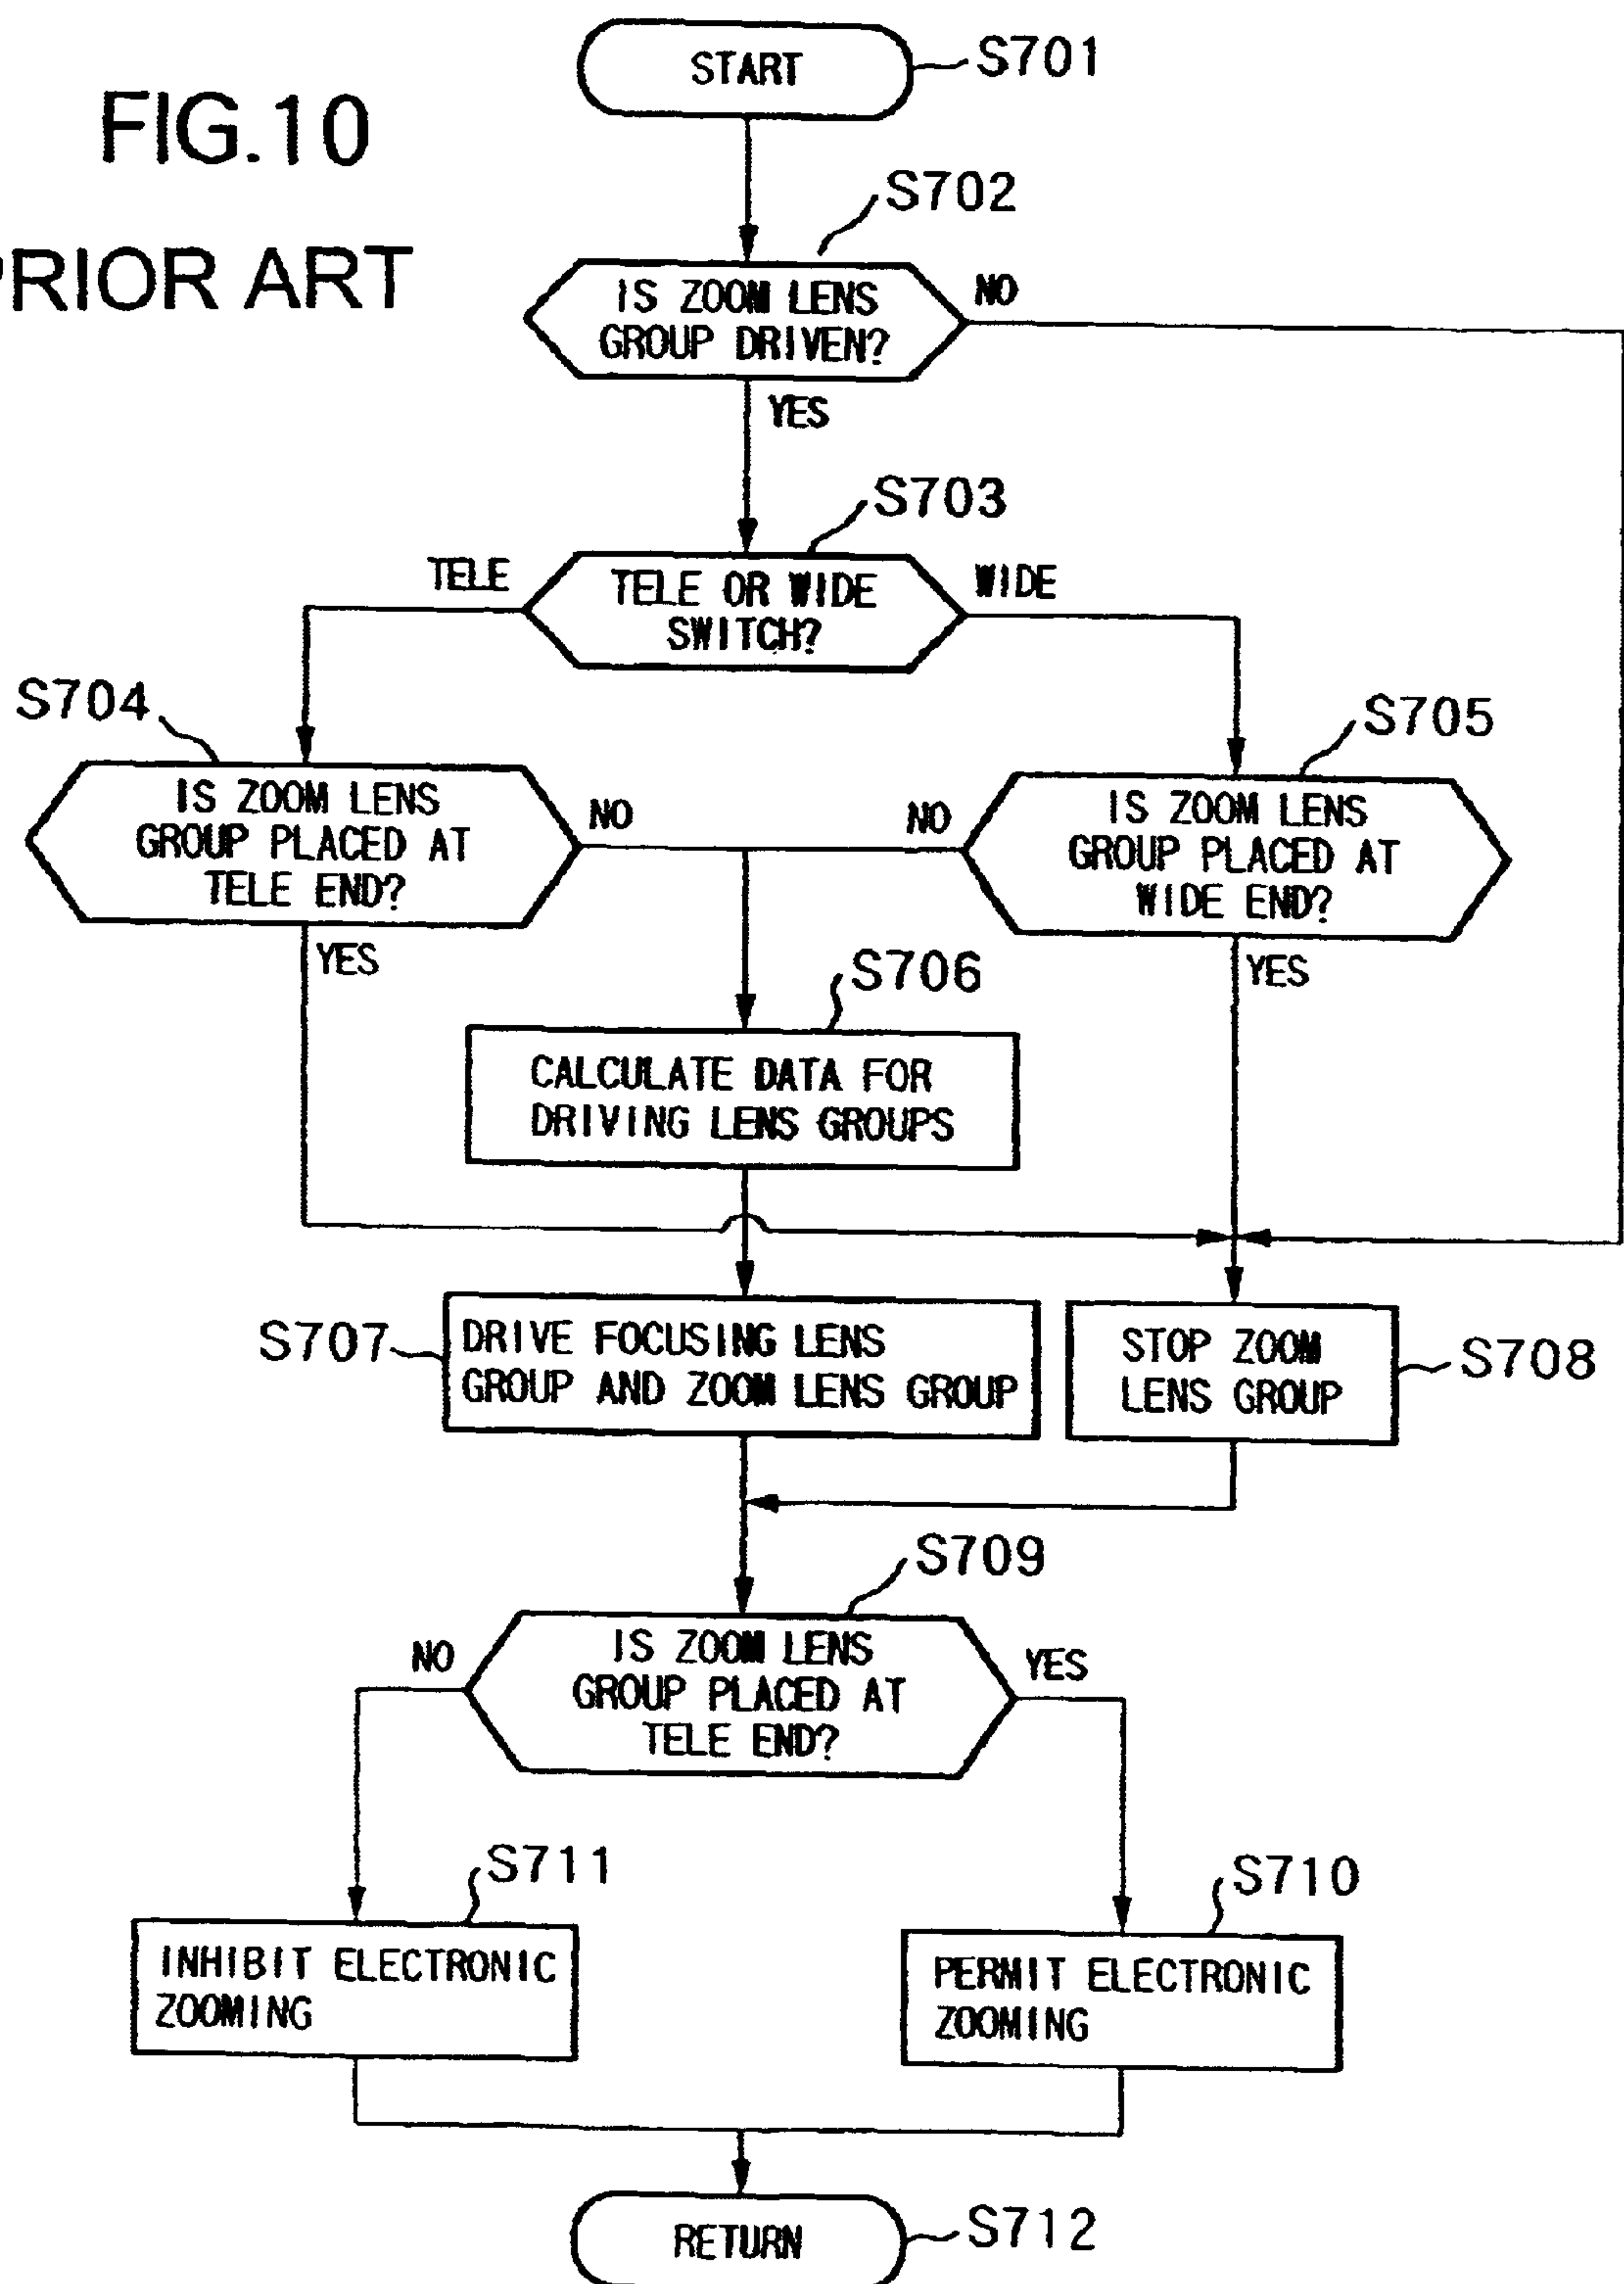 FIG.10
PRIOR ART
START
S701
S702
IS ZOOM LENS
GROUP DRIVEN?
NO
YES
S703
TELE
TELE OR WIDE
SWITCH?
WIDE
S704
IS ZOOM LENS
GROUP PLACED AT
TELE END?
NO
YES
S705
NO
IS ZOOM LENS
GROUP PLACED AT
WIDE END?
YES
S706
CALCULATE DATA FOR
DRIVING LENS GROUPS
S707
DRIVE FOCUSING LENS
GROUP AND ZOOM LENS GROUP
STOP ZOOM
LENS GROUP
S708
S709
NO
IS ZOOM LENS
GROUP PLACED AT
TELE END?
YES
S711
INHIBIT ELECTRONIC
ZOOMING
S710
PERMIT ELECTRONIC
ZOOMING
RETURN
S712